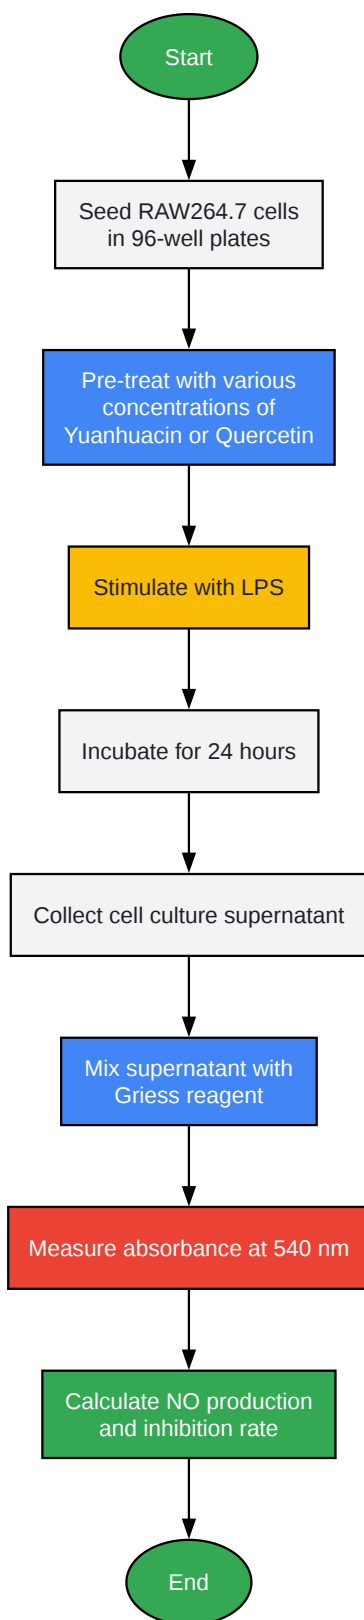 Start
Seed RAW264.7 cells
in 96-well plates
Pre-treat with various
concentrations of
Yuanhuacin or Quercetin
Stimulate with LPS
Incubate for 24 hours
Collect cell culture supernatant
Mix supernatant with
Griess reagent
Measure absorbance at 540 nm
Calculate NO production
and inhibition rate
End